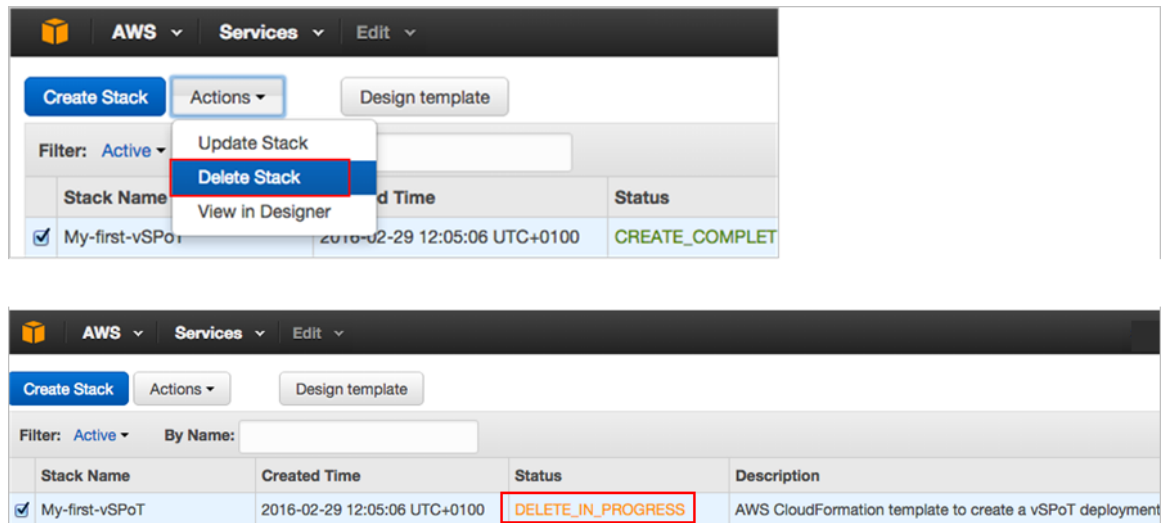 AWS Services Edit
Create Stack Actions Design template
Filter: Active
Update Stack
Delete Stack
View in Designer
Stack Name d Time Status
My-first-vSPoT 2016-02-29 12:05:06 UTC+0100 CREATE_COMPLET
AWS Services Edit
Create Stack Actions Design template
Filter: Active By Name:
Stack Name Created Time Status Description
My-first-vSPoT 2016-02-29 12:05:06 UTC+0100 DELETE_IN_PROGRESS AWS CloudFormation template to create a vSPoT deployment